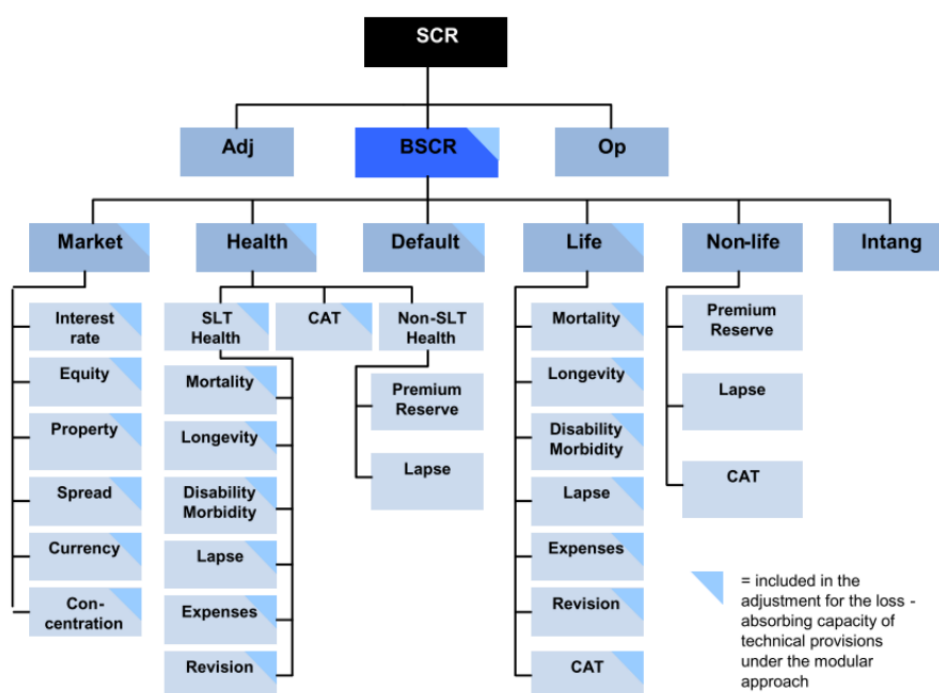 SCR
Adj
BSCR
Op
Market
Health
Default
Life
Non-life
Intang
Interest
rate
Equity
Property
Spread
Currency
Con-
centration
SLT
Health
CAT
Non-SLT
Health
Mortality
Longevity
Disability
Morbidity
Lapse
Expenses
Revision
Premium
Reserve
Lapse
Mortality
Longevity
Disability
Morbidity
Lapse
Expenses
Revision
CAT
Premium
Reserve
Lapse
CAT
= included in the
adjustment for the loss -
absorbing capacity of
technical provisions
under the modular
approach